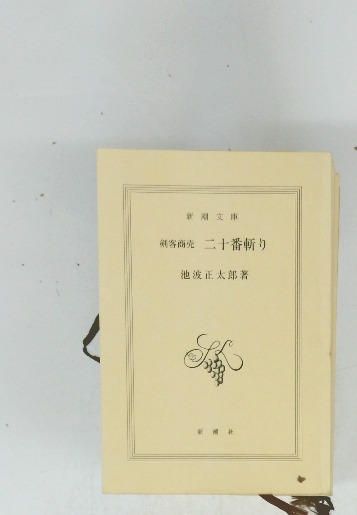 新潮文庫
剣客商売 二十番斬り
池波正太郎著
新潮社